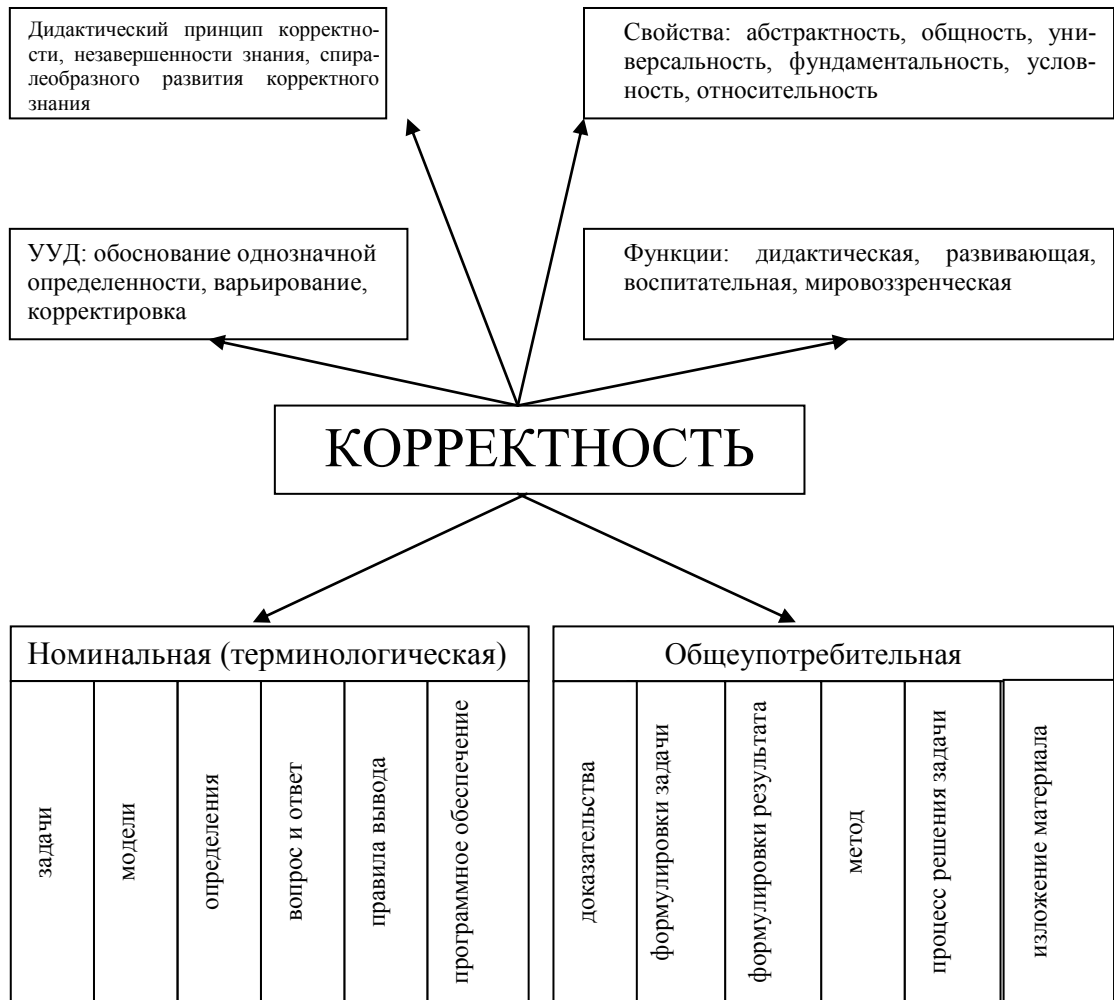 Дидактический принцип корректно-
сти, незавершенности знания, спира-
леобразного развития корректного
знания
Свойства: абстрактность, общность, уни-
версальность, фундаментальность, услов-
ность, относительность
УУД: обоснование однозначной
определенности, варьирование,
корректировка
Функции: дидактическая, развивающая,
воспитательная, мировоззренческая
КОРРЕКТНОСТЬ
Номинальная (терминологическая)
задачи
модели
определения
вопрос и ответ
правила вывода
программное обеспечение
Общеупотребительная
доказательства
формулировки задачи
формулировки результата
метод
процесс решения задачи
изложение материала